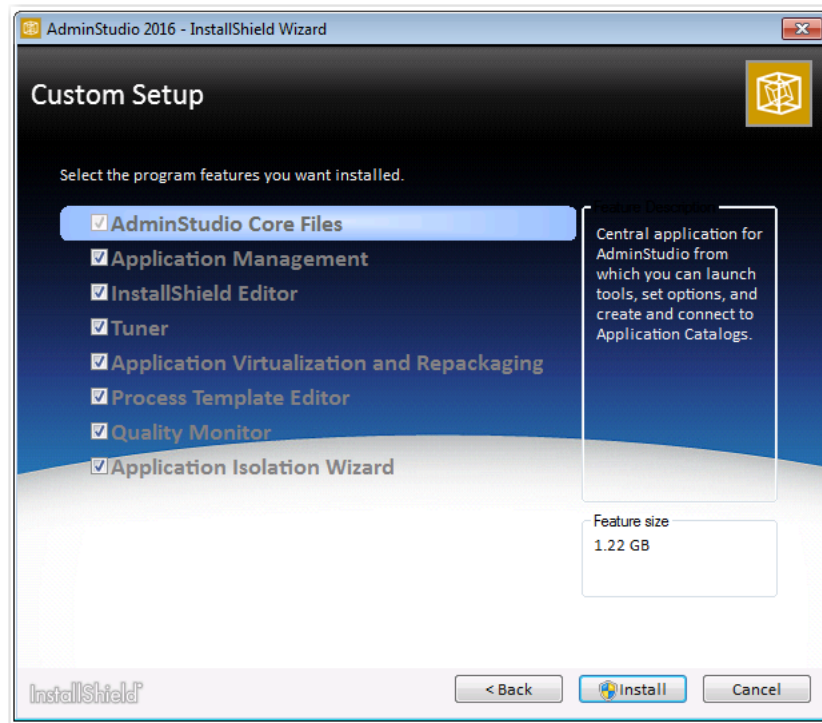 AdminStudio 2016 - InstallShield Wizard
Custom Setup
Select the program features you want installed.
AdminStudio Core Files
Application Management
InstallShield Editor
Tuner
Application Virtualization and Repackaging
Process Template Editor
Quality Monitor
Application Isolation Wizard
Feature Description
Central application for
AdminStudio from
which you can launch
tools, set options, and
create and connect to
Application Catalogs.
Feature size
1.22 GB
InstallShield®
< Back
Install
Cancel